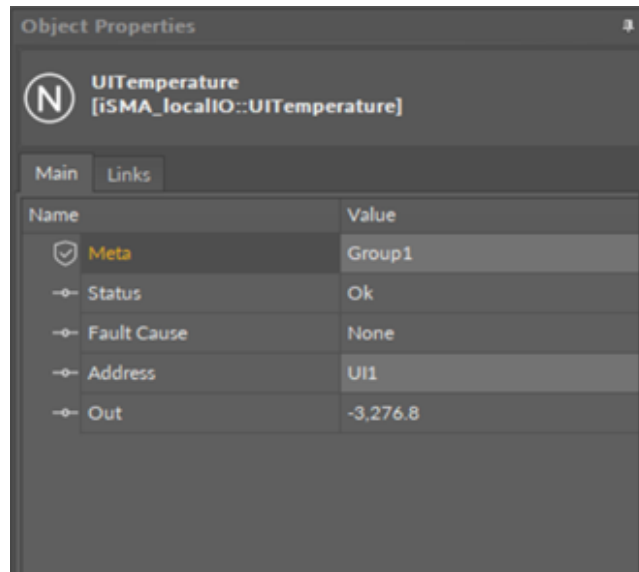 Object Properties
N
UITemperature
[iSMA_localIO::UITemperature]
Main Links
Name Value
Meta Group1
Status Ok
Fault Cause None
Address UI1
Out -3,276.8